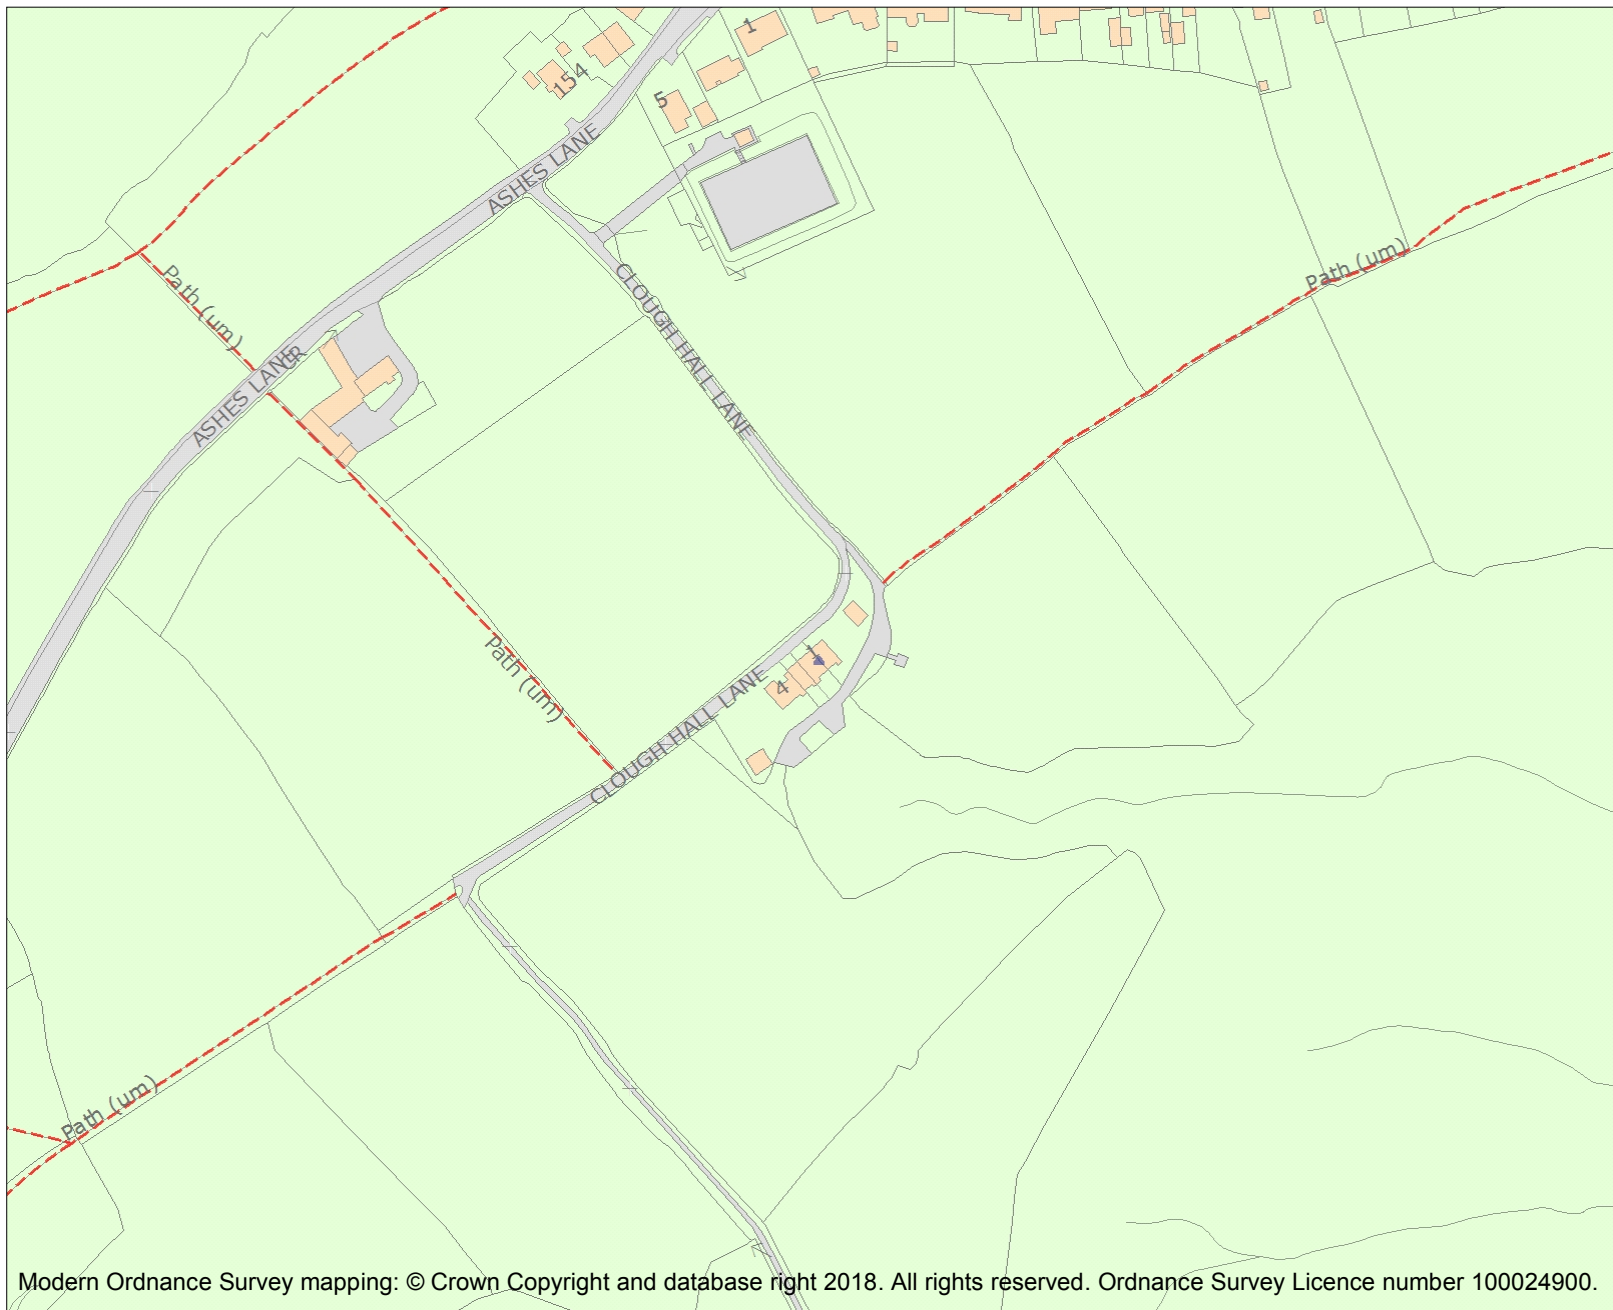 1
154
5
ASHES LANE
Path (um)
CLOUGH HALL LANE
Path (um)
ASHES LANE
1
Path (um)
4
CLOUGH HALL LANE
Path (um)
Modern Ordnance Survey mapping: © Crown Copyright and database right 2018. All rights reserved. Ordnance Survey Licence number 100024900.